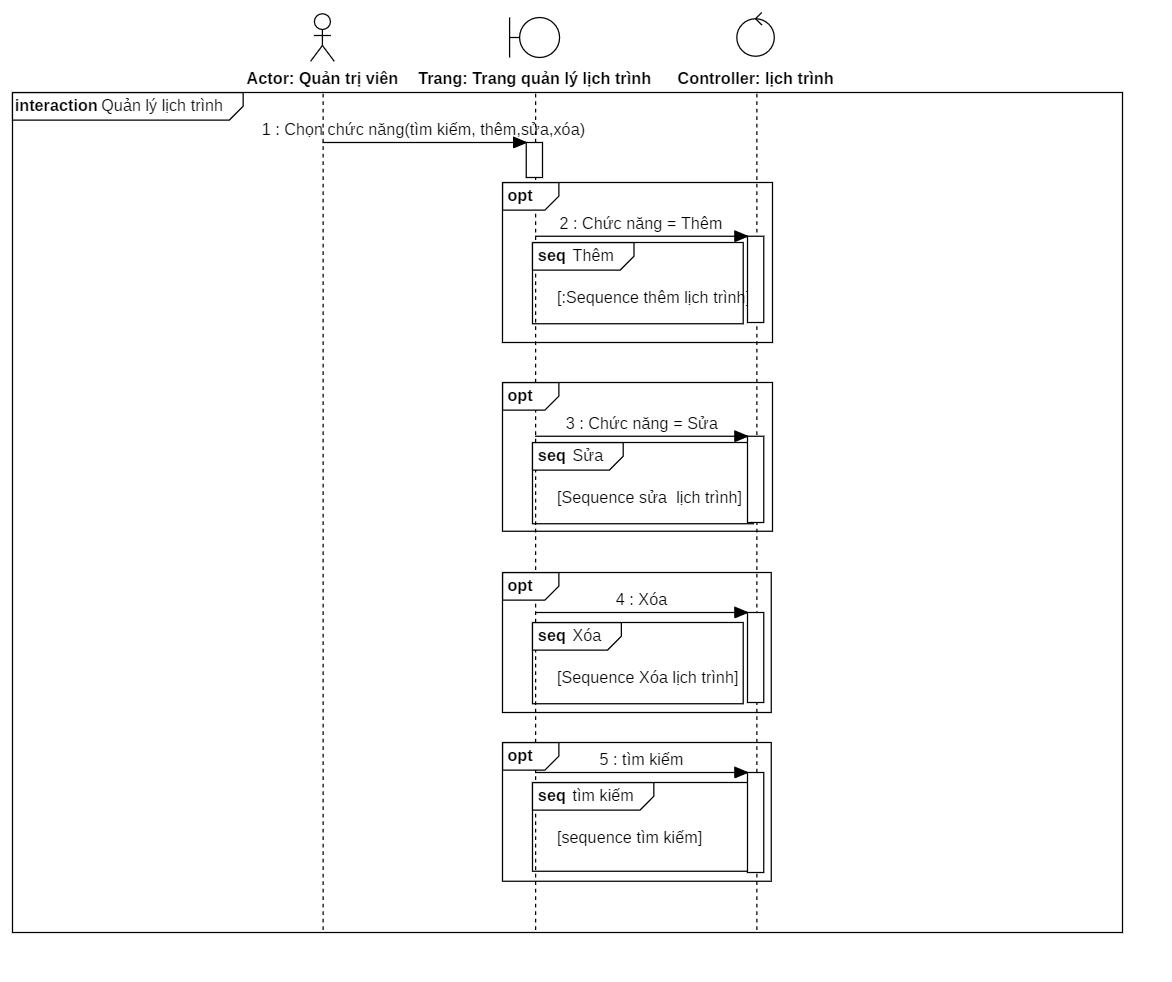 Actor: Quản trị viên
Trang: Trang quản lý lịch trình
Controller: lịch trình
interaction Quản lý lịch trình
1 : Chọn chức năng(tìm kiếm, thêm,sửa,xóa)
opt
2 : Chức năng = Thêm
seq Thêm
[:Sequence thêm lịch trình]
opt
3 : Chức năng = Sửa
seq Sửa
[Sequence sửa  lịch trình]
opt
4 : Xóa
seq Xóa
[Sequence Xóa lịch trình]
opt
5 : tìm kiếm
seq tìm kiếm
[sequence tìm kiếm]